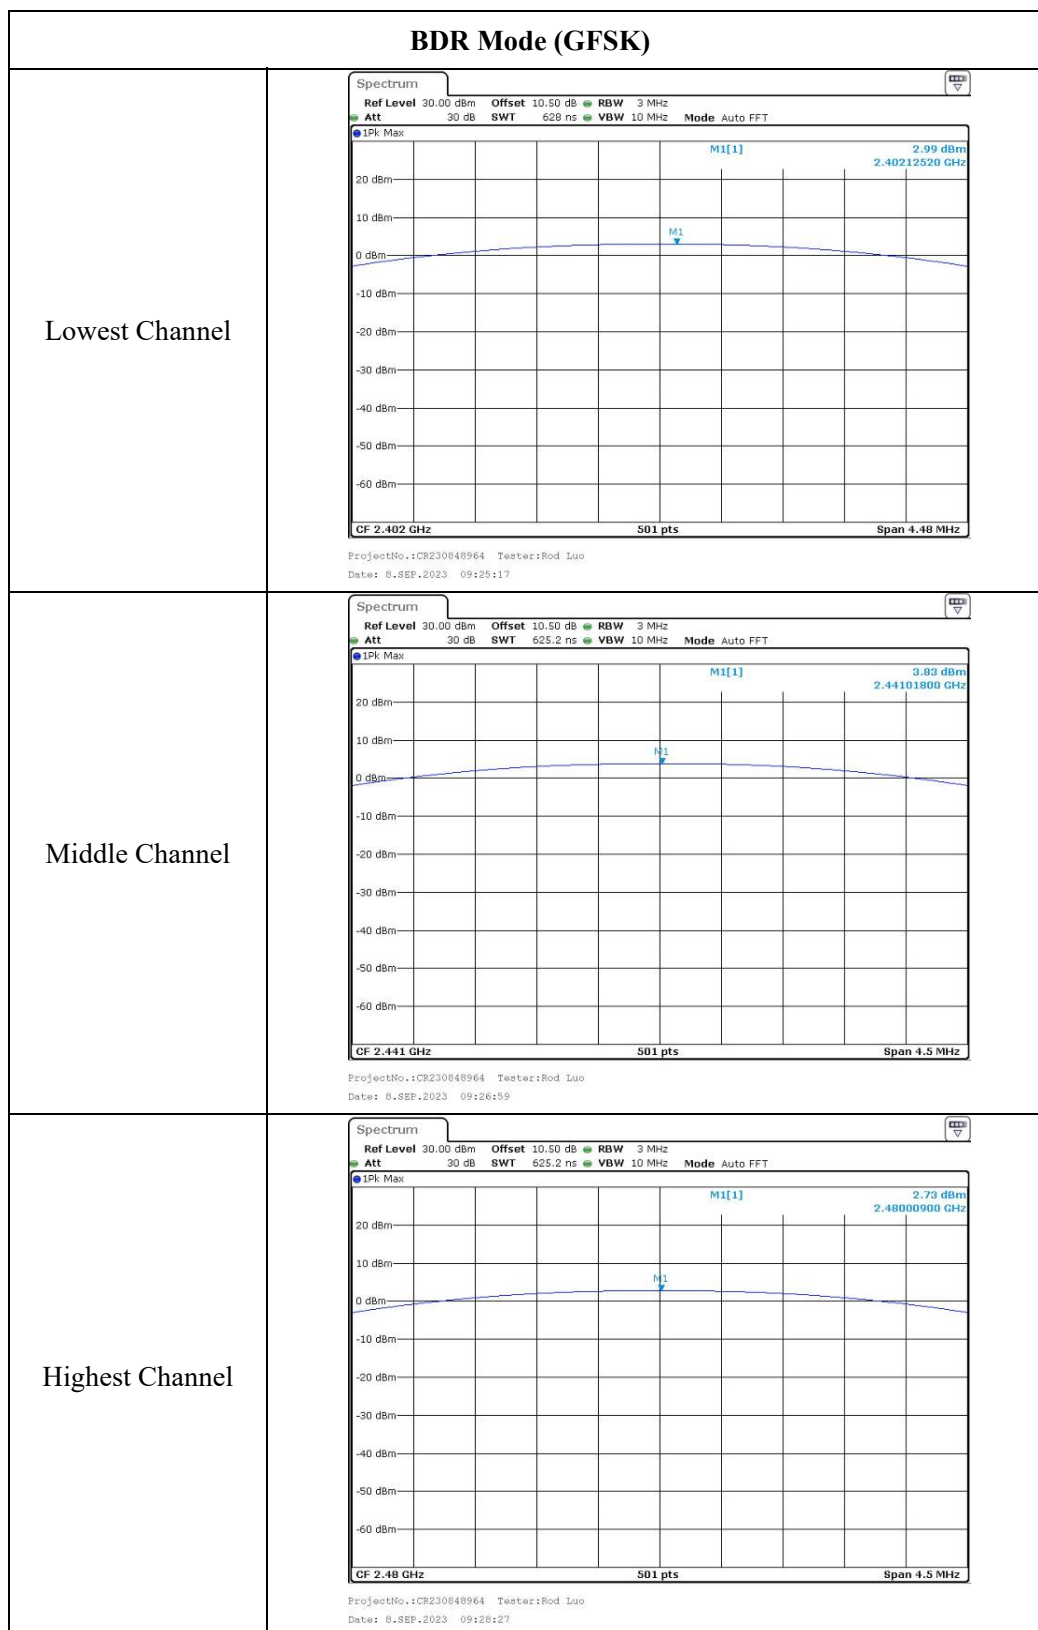 BDR Mode (GFSK)
Lowest Channel
Spectrum
Ref Level 30.00 dBm Offset 10.50 dB RBW 3 MHz
Att 30 dB SWT 628 ns VBW 10 MHz Mode Auto FFT
1Pk Max
M1[1] 2.99 dBm
2.40212520 GHz
20 dBm
10 dBm
M1
0 dBm
-10 dBm
-20 dBm
-30 dBm
-40 dBm
-50 dBm
-60 dBm
CF 2.402 GHz 501 pts Span 4.48 MHz
ProjectNo.:CR230848964 Tester:Rod Luo
Date: 8.SEP.2023 09:25:17
Middle Channel
Spectrum
Ref Level 30.00 dBm Offset 10.50 dB RBW 3 MHz
Att 30 dB SWT 625.2 ns VBW 10 MHz Mode Auto FFT
1Pk Max
M1[1] 3.83 dBm
2.44101800 GHz
20 dBm
10 dBm
M1
0 dBm
-10 dBm
-20 dBm
-30 dBm
-40 dBm
-50 dBm
-60 dBm
CF 2.441 GHz 501 pts Span 4.5 MHz
ProjectNo.:CR230848964 Tester:Rod Luo
Date: 8.SEP.2023 09:26:59
Highest Channel
Spectrum
Ref Level 30.00 dBm Offset 10.50 dB RBW 3 MHz
Att 30 dB SWT 625.2 ns VBW 10 MHz Mode Auto FFT
1Pk Max
M1[1] 2.73 dBm
2.48000900 GHz
20 dBm
10 dBm
M1
0 dBm
-10 dBm
-20 dBm
-30 dBm
-40 dBm
-50 dBm
-60 dBm
CF 2.48 GHz 501 pts Span 4.5 MHz
ProjectNo.:CR230848964 Tester:Rod Luo
Date: 8.SEP.2023 09:28:27